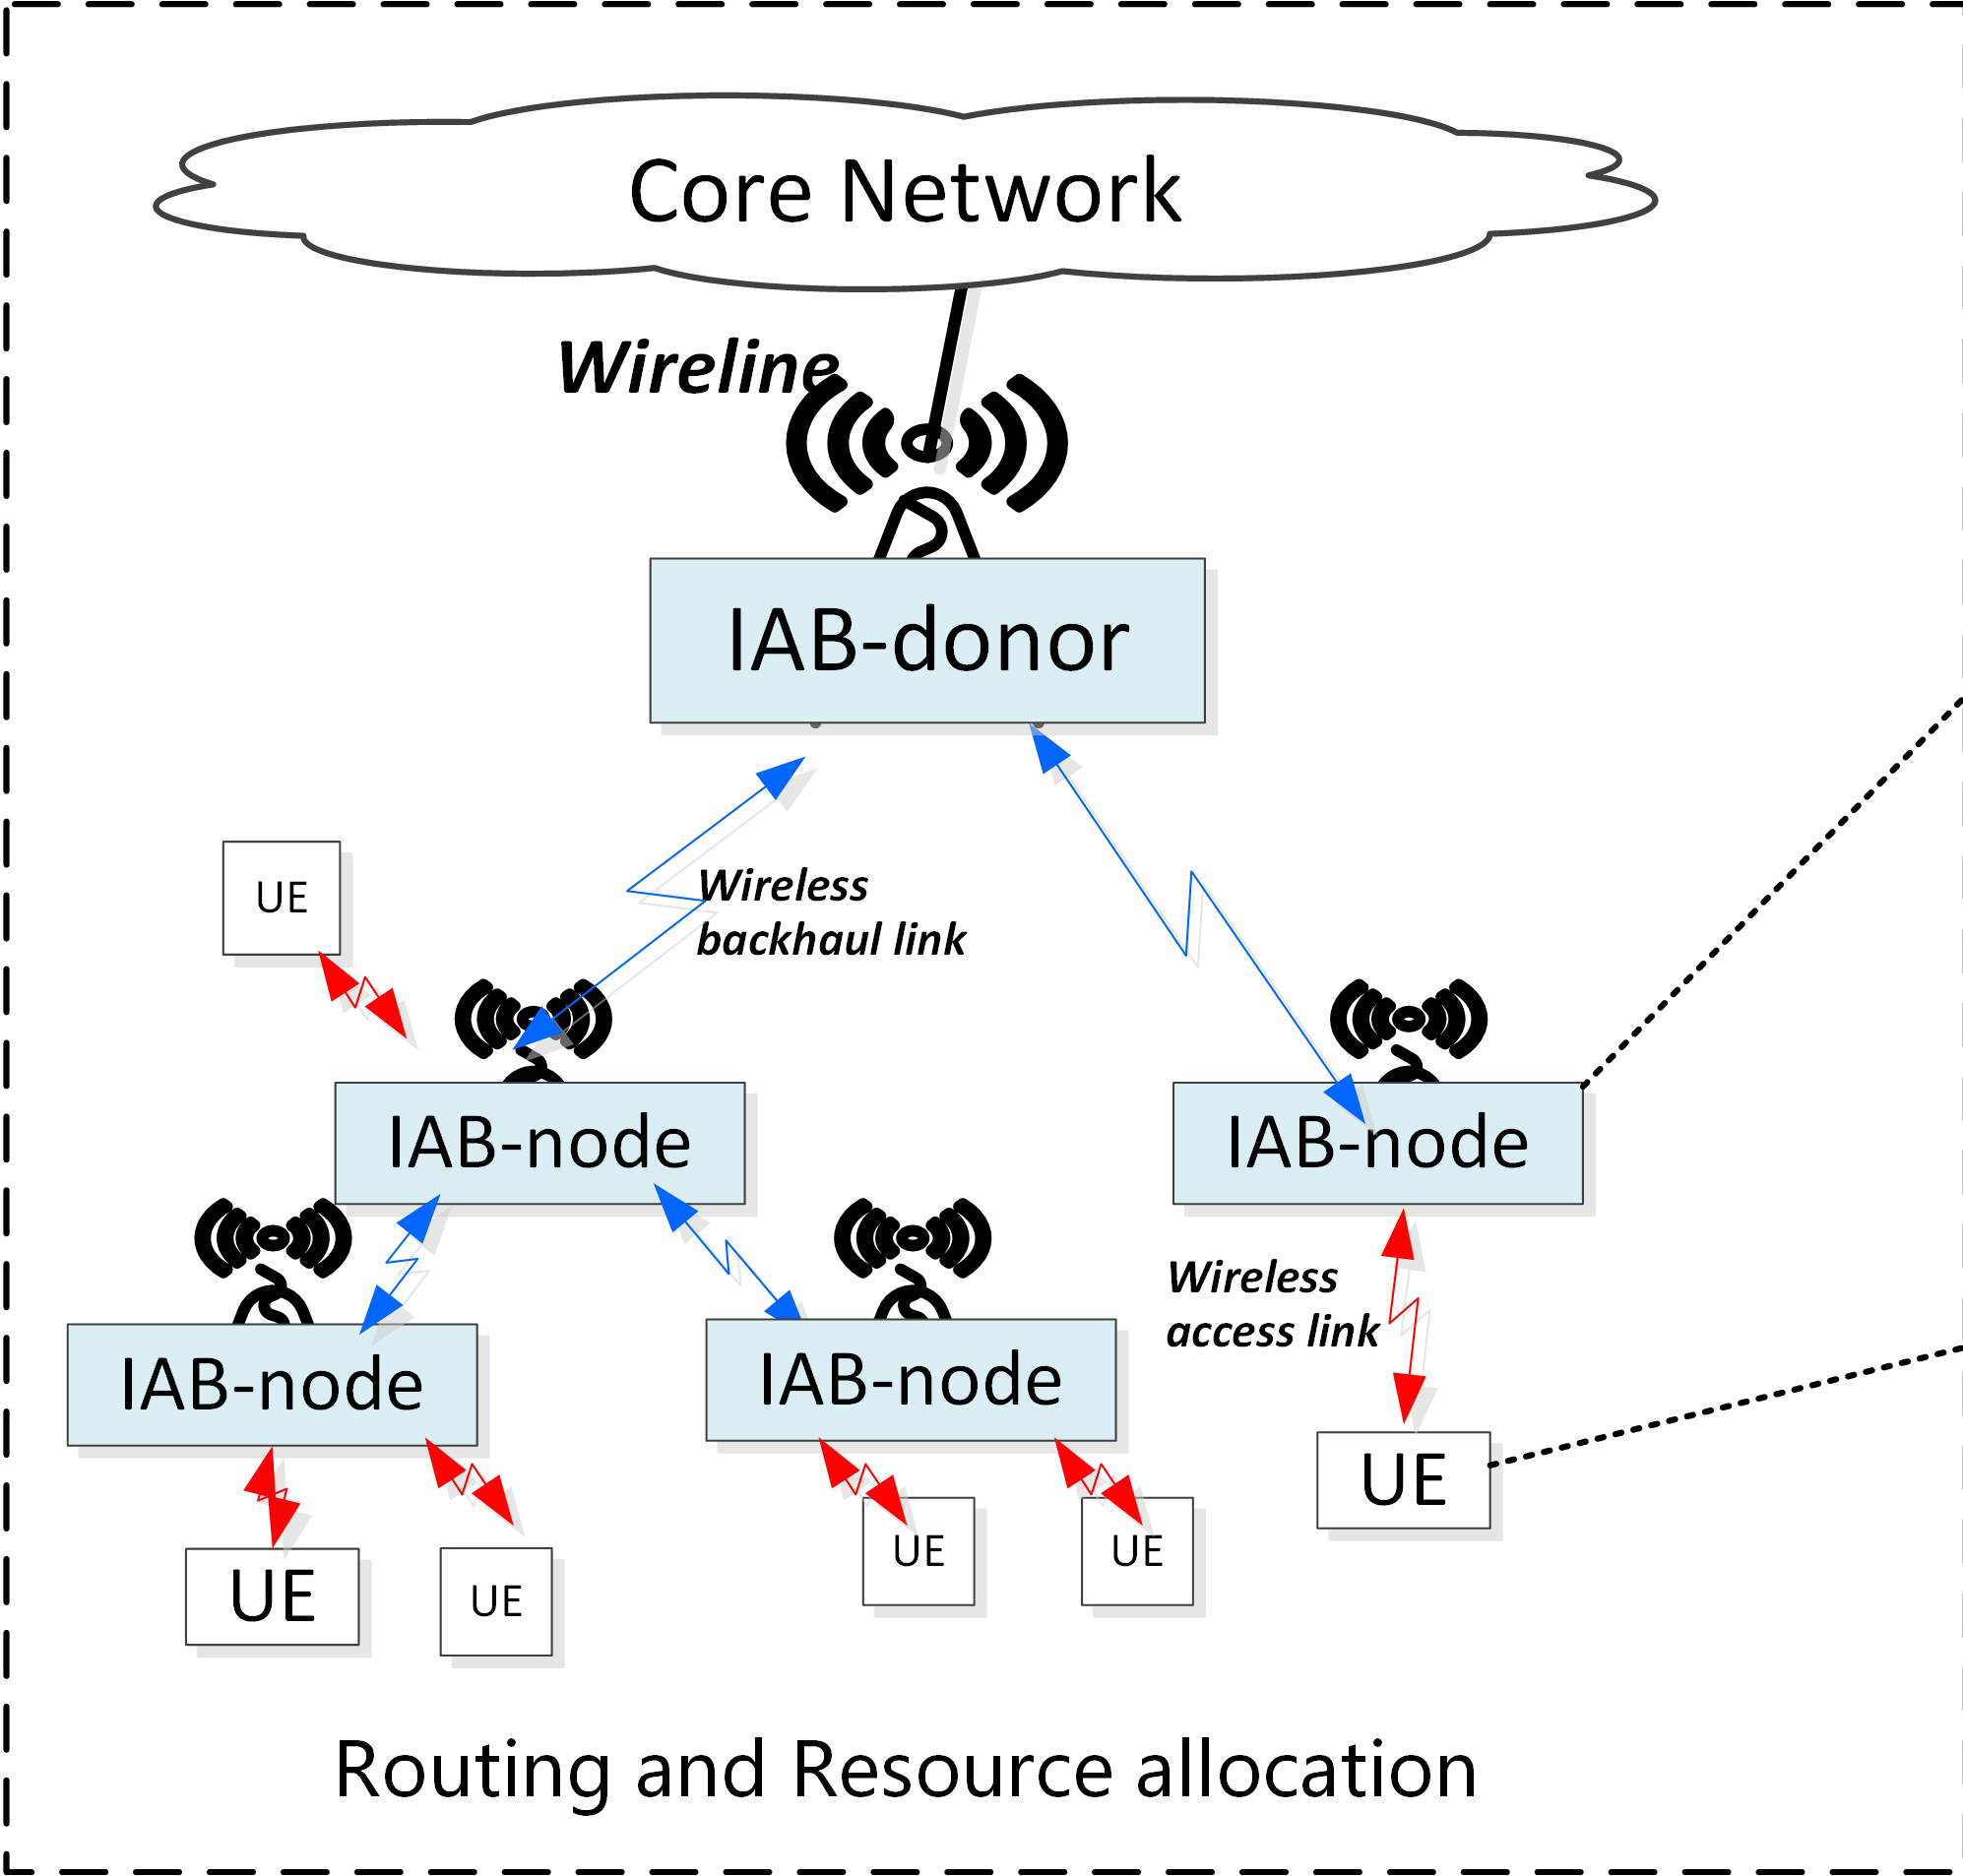 Core Network
Wireline
IAB-donor
UE
Wireless
backhaul link
IAB-node
IAB-node
Wireless
access link
IAB-node
IAB-node
UE
UE
UE
UE
UE
Routing and Resource allocation